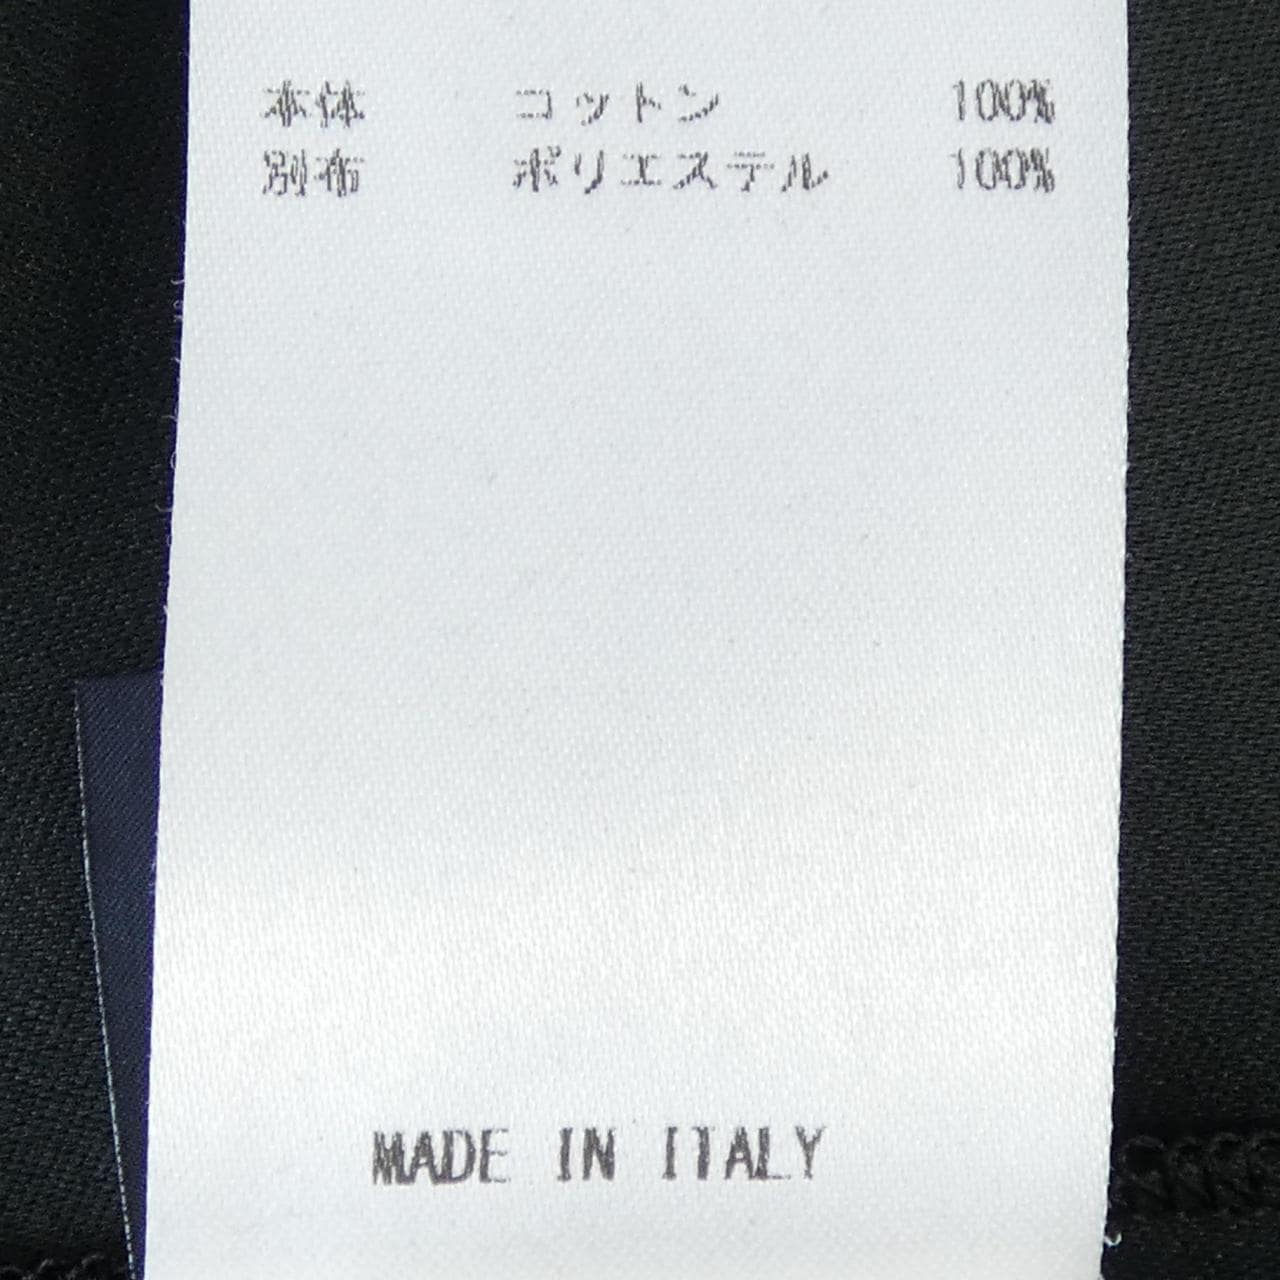 本体 コットン 100%
別布 ポリエステル 100%
MADE IN ITALY